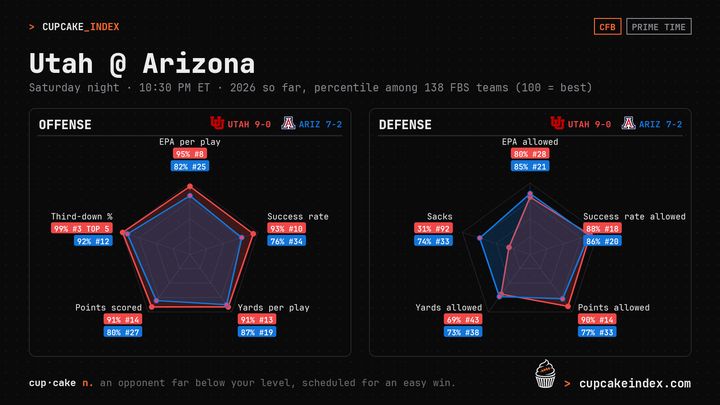 > CUPCAKE_INDEX
CFB
PRIME TIME
Utah @ Arizona
Saturday night · 10:30 PM ET · 2026 so far, percentile among 138 FBS teams (100 = best)
OFFENSE
UTAH 9-0
ARIZ 7-2
EPA per play
95% #8
82% #25
Third-down %
99% #3 TOP 5
92% #12
Success rate
93% #10
76% #34
Points scored
91% #14
80% #27
Yards per play
91% #13
87% #19
DEFENSE
UTAH 9-0
ARIZ 7-2
EPA allowed
80% #28
85% #21
Sacks
31% #92
74% #33
Success rate allowed
88% #18
86% #20
Yards allowed
69% #43
73% #38
Points allowed
90% #14
77% #33
cup·cake n. an opponent far below your level, scheduled for an easy win.
> cupcakeindex.com